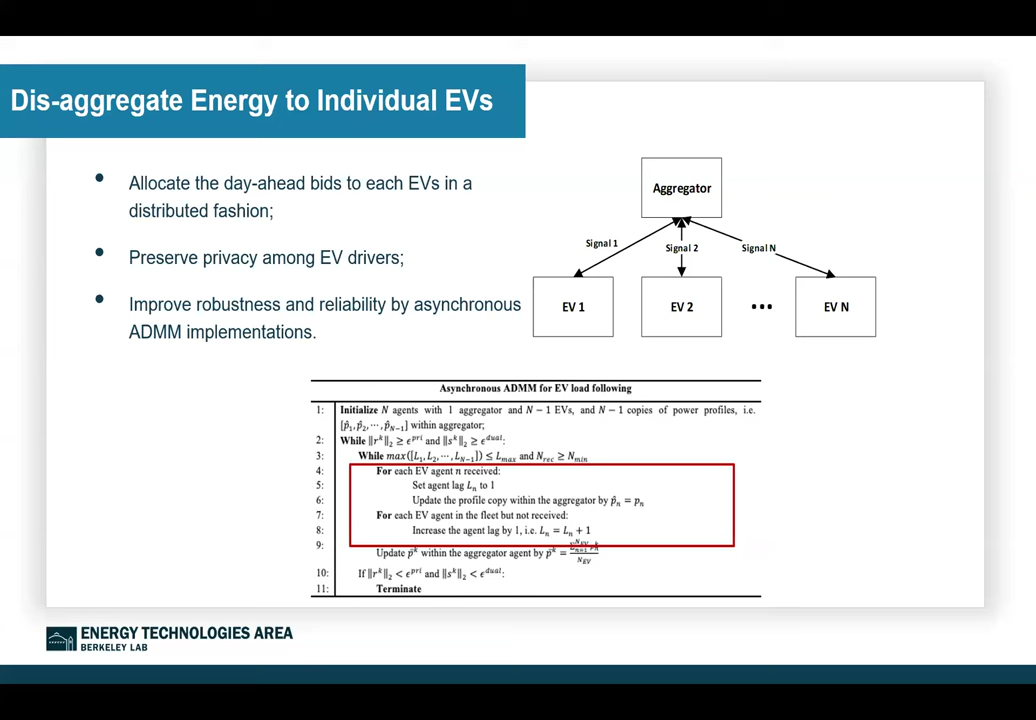 Dis-aggregate Energy to Individual EVs
• Allocate the day-ahead bids to each EVs in a
distributed fashion;
• Preserve privacy among EV drivers;
• Improve robustness and reliability by asynchronous
ADMM implementations.
Aggregator
Signal 1
Signal 2
Signal N
EV 1
EV 2
•••
EV N
Asynchronous ADMM for EV load following
1: Initialize N agents with 1 aggregator and N − 1 EVs, and N − 1 copies of power profiles, i.e.
[p̂₁, p̂₂, ⋯, p̂_{N−1}] within aggregator;
2: While ‖r^k‖₂ ≥ ϵ^{pri} and ‖s^k‖₂ ≥ ϵ^{dual}:
3: While max([L₁, L₂, ⋯, L_{N−1}]) ≤ L_{max} and N_{rec} ≥ N_{min}
4: For each EV agent n received:
5: Set agent lag L_n to 1
6: Update the profile copy within the aggregator by p̂_n = p_n
7: For each EV agent in the fleet but not received:
8: Increase the agent lag by 1, i.e. L_n = L_n + 1
9: Update p̄^k within the aggregator agent by p̄^k =
10: If ‖r^k‖₂ < ϵ^{pri} and ‖s^k‖₂ < ϵ^{dual}:
11: Terminate
ENERGY TECHNOLOGIES AREA
BERKELEY LAB